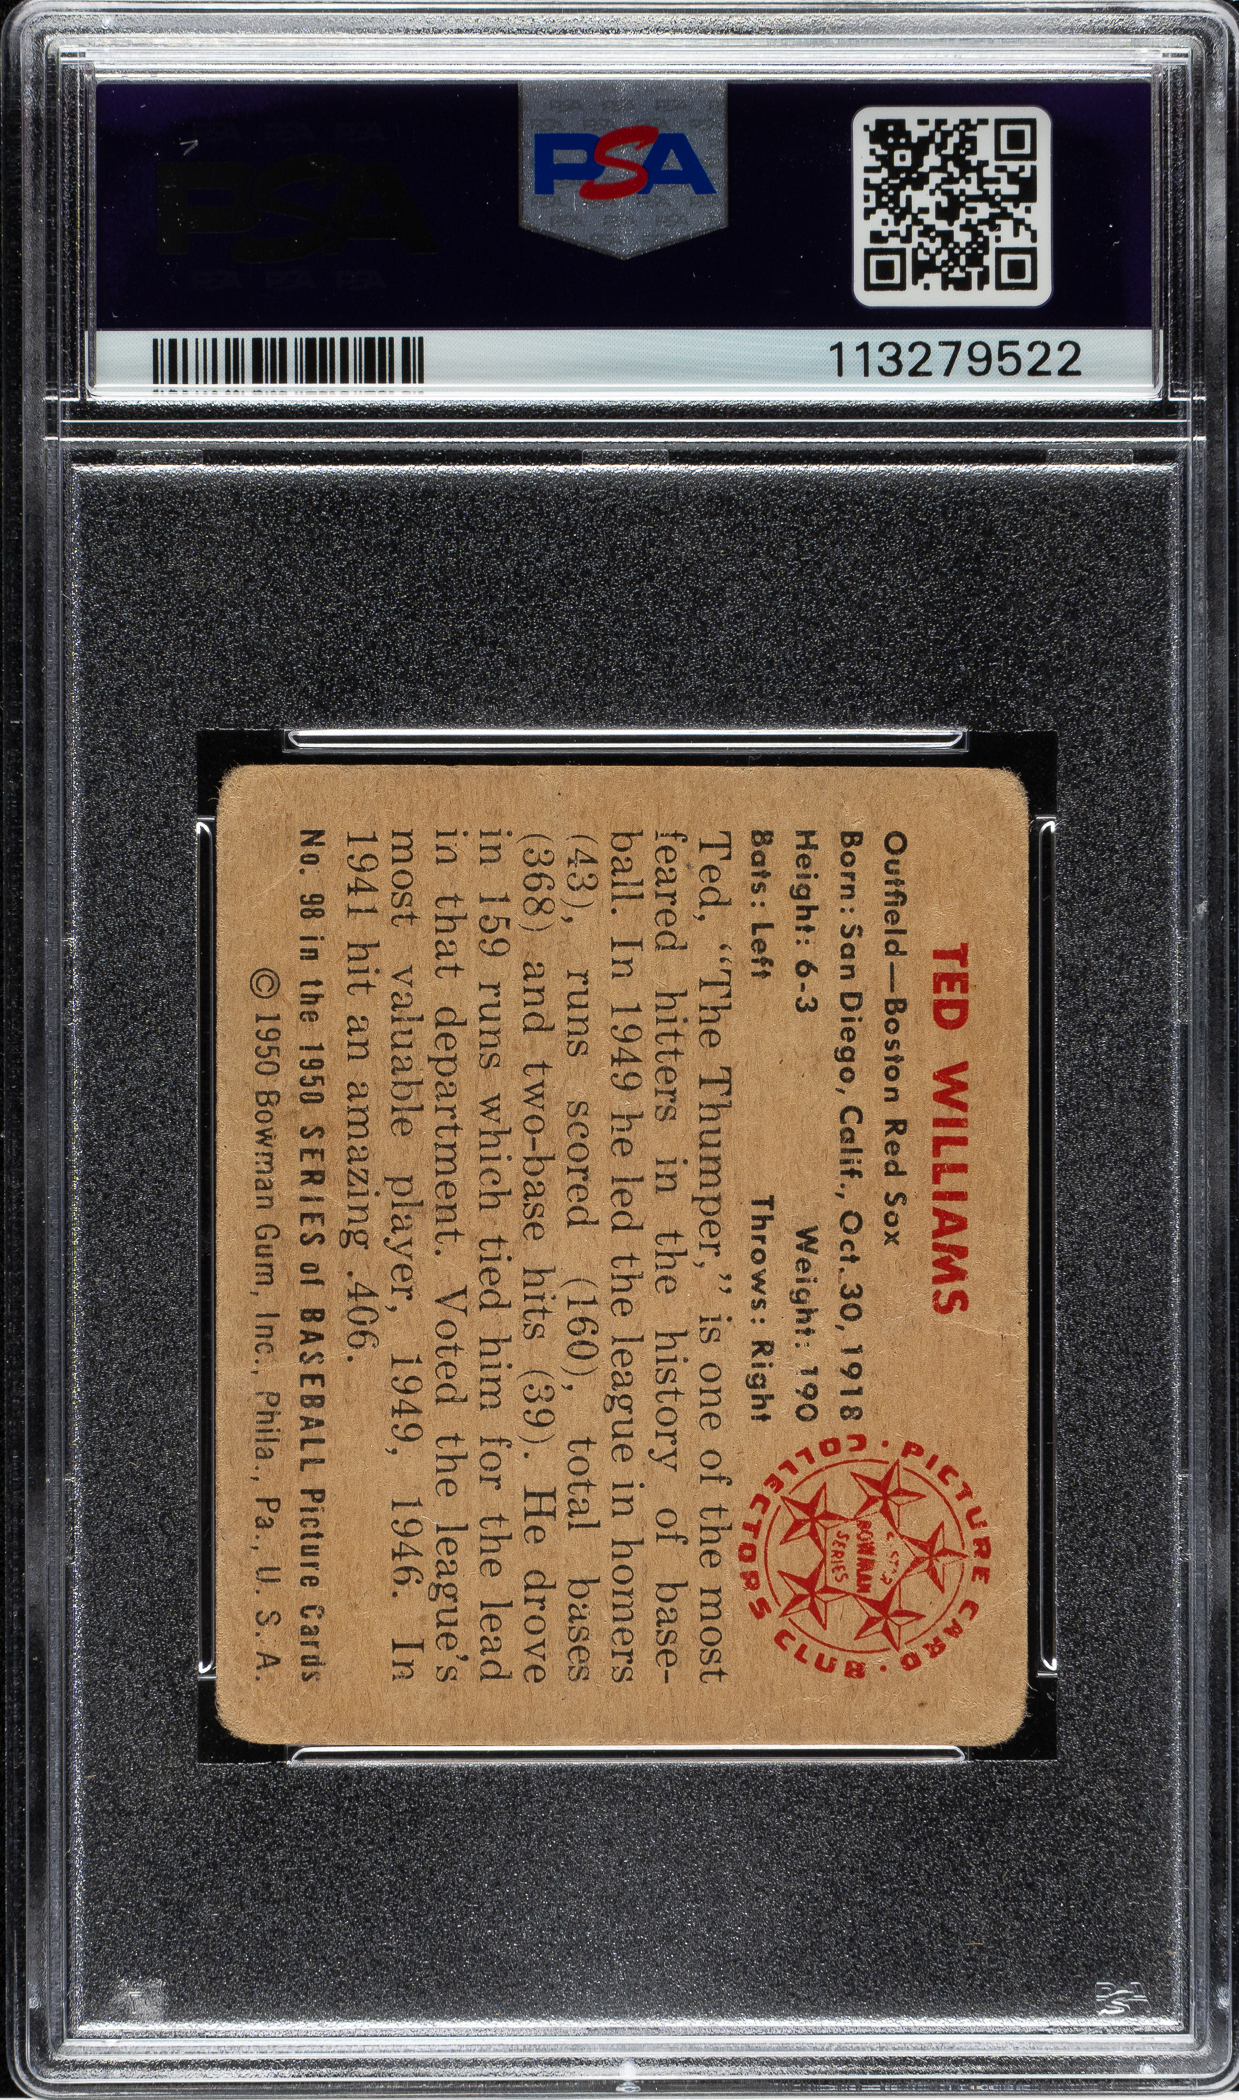 PSA
113279522
TED WILLIAMS
Outfield—Boston Red Sox
Born: San Diego, Calif., Oct. 30, 1918
Height: 6-3 Weight: 190
Bats: Left Throws: Right
Ted, “The Thumper,” is one of the most
feared hitters in the history of base-
ball. In 1949 he led the league in homers
(43), runs scored (160), total bases
(368) and two-base hits (39). He drove
in 159 runs which tied him for the lead
in that department. Voted the league's
most valuable player, 1949, 1946. In
1941 hit an amazing .406.
No. 98 in the 1950 SERIES of BASEBALL Picture Cards
© 1950 Bowman Gum, Inc., Phila., Pa., U. S. A.
PICTURE CARD COLLECTORS CLUB
5-STAR
BOWMAN
SERIES
PSA